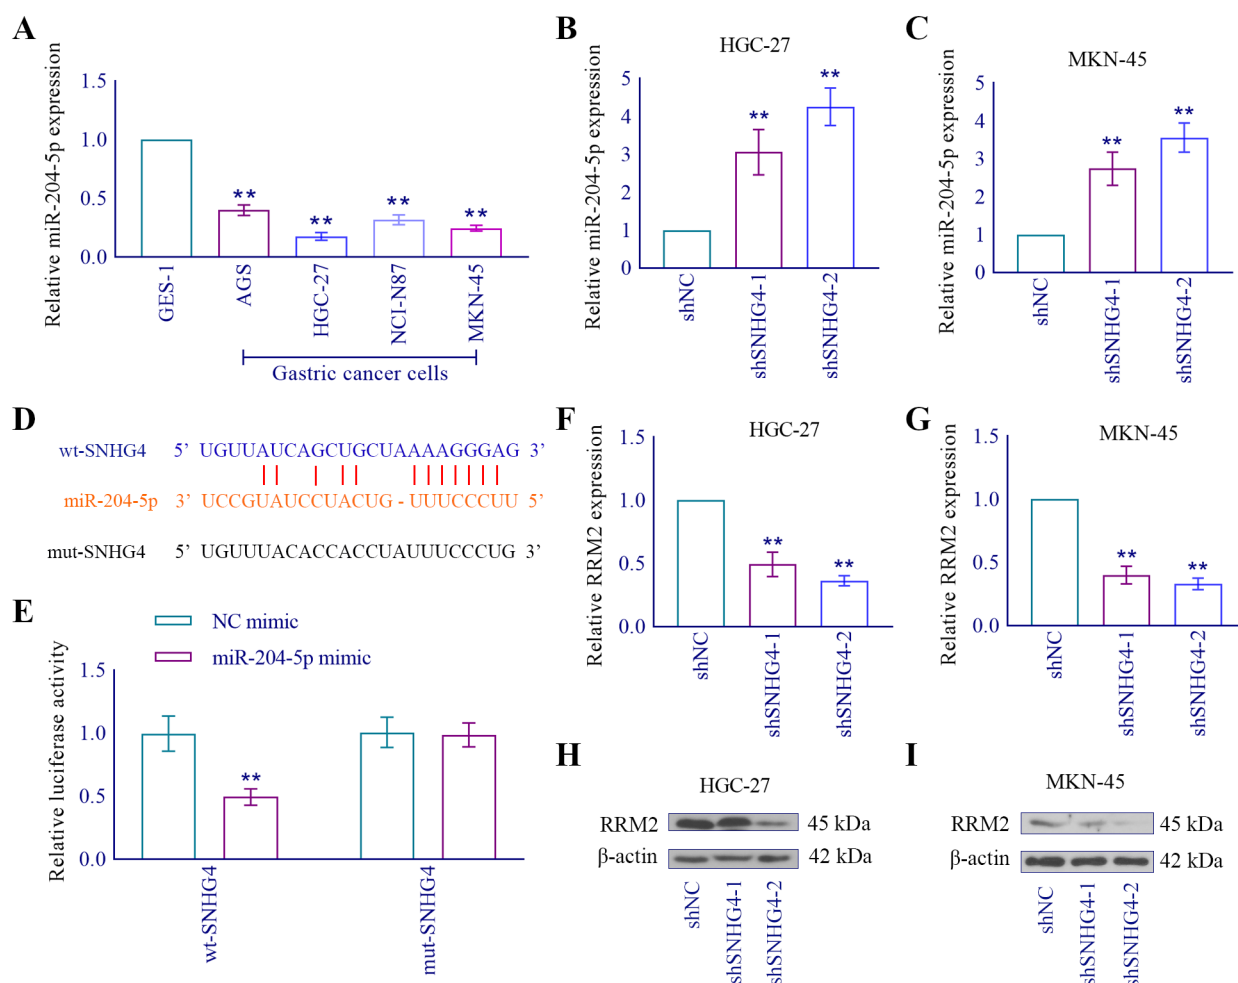 A
Relative miR-204-5p expression
1.5
1.0
0.5
0.0
**
**
**
**
GES-1
AGS
HGC-27
NCI-N87
MKN-45
Gastric cancer cells
B
HGC-27
Relative miR-204-5p expression
5
4
3
2
1
0
**
**
shNC
shSNHG4-1
shSNHG4-2
C
MKN-45
Relative miR-204-5p expression
5
4
3
2
1
0
**
**
shNC
shSNHG4-1
shSNHG4-2
D
wt-SNHG4 5’ UGUUAUCAGCUGCUAAAAGGGAG 3’
miR-204-5p 3’ UCCGUAUCCUACUG - UUUCCCUU 5’
mut-SNHG4 5’ UGUUUACACCACCUAUUUCCCUG 3’
E
NC mimic
miR-204-5p mimic
Relative luciferase activity
1.5
1.0
0.5
0.0
**
wt-SNHG4
mut-SNHG4
F
HGC-27
Relative RRM2 expression
1.5
1.0
0.5
0.0
**
**
shNC
shSNHG4-1
shSNHG4-2
G
MKN-45
Relative RRM2 expression
1.5
1.0
0.5
0.0
**
**
shNC
shSNHG4-1
shSNHG4-2
H
HGC-27
RRM2 45 kDa
β-actin 42 kDa
shNC
shSNHG4-1
shSNHG4-2
I
MKN-45
RRM2 45 kDa
β-actin 42 kDa
shNC
shSNHG4-1
shSNHG4-2